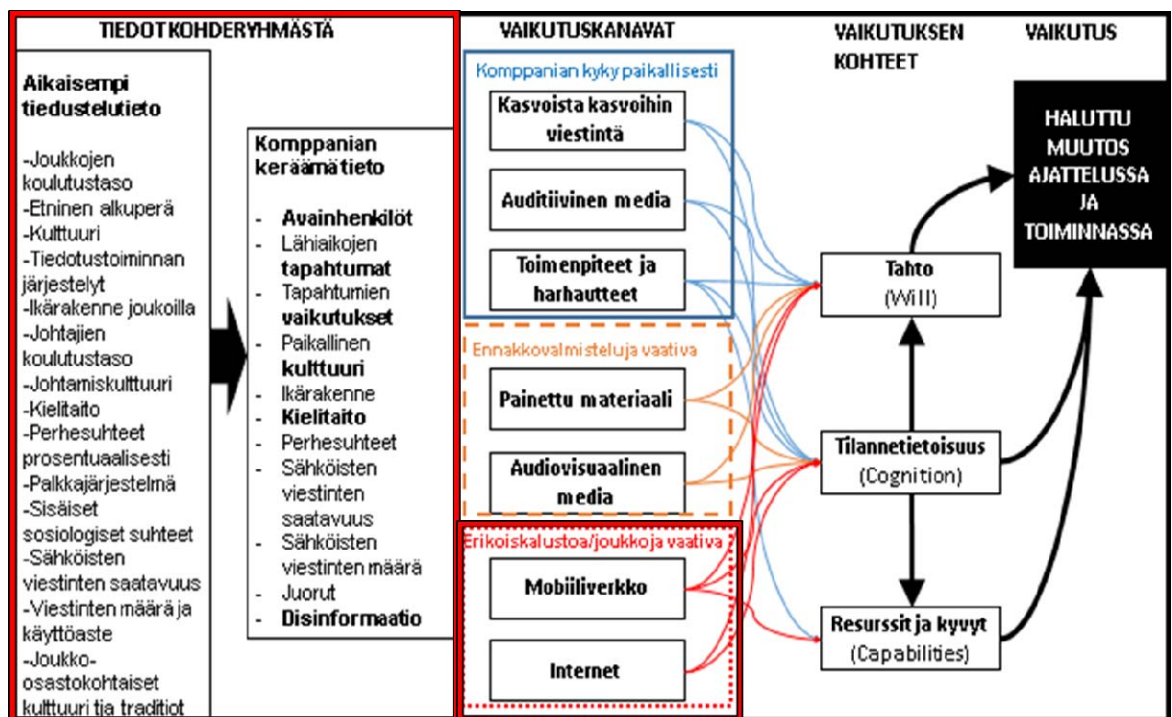 TIEDOT KOHDERYHMÄSTÄ
Aikaisempi
tiedustelutieto
-Joukkojen
koulutustaso
-Etninen alkuperä
-Kulttuuri
-Tiedotustoiminnan
järjestelyt
-Ikärakenne joukoilla
-Johtajien
koulutustaso
-Johtamiskulttuuri
-Kielitaito
-Perhesuhteet
prosentuaalisesti
-Palkkajärjestelmä
-Sisäiset
sosiologiset suhteet
-Sähköisten
viestinten saatavuus
-Viestinten määrä ja
käyttöaste
-Joukko-
osastokohtaiset
kulttuuri tja traditiot
Komppanian
keräämä tieto
- Avainhenkilöt
- Lähiaikojen
tapahtumat
- Tapahtumien
vaikutukset
- Paikallinen
kulttuuri
- Ikärakenne
- Kielitaito
- Perhesuhteet
- Sähköisten
viestinten
saatavuus
- Sähköisten
viestinten määrä
- Juorut
- Disinformaatio
VAIKUTUSKANAVAT
Komppanian kyky paikallisesti
Kasvoista kasvoihin
viestintä
Auditiivinen media
Toimenpiteet ja
harhautteet
Ennakkovalmisteluja vaativa
Painettu materiaali
Audiovisuaalinen
media
Erikoiskalustoa/joukkoja vaativa
Mobiiliverkko
Internet
VAIKUTUKSEN
KOHTEET
Tahto
(Will)
Tilannetietoisuus
(Cognition)
Resurssit ja kyvyt
(Capabilities)
VAIKUTUS
HALUTTU
MUUTOS
AJATTELUSSA
JA
TOIMINNASSA